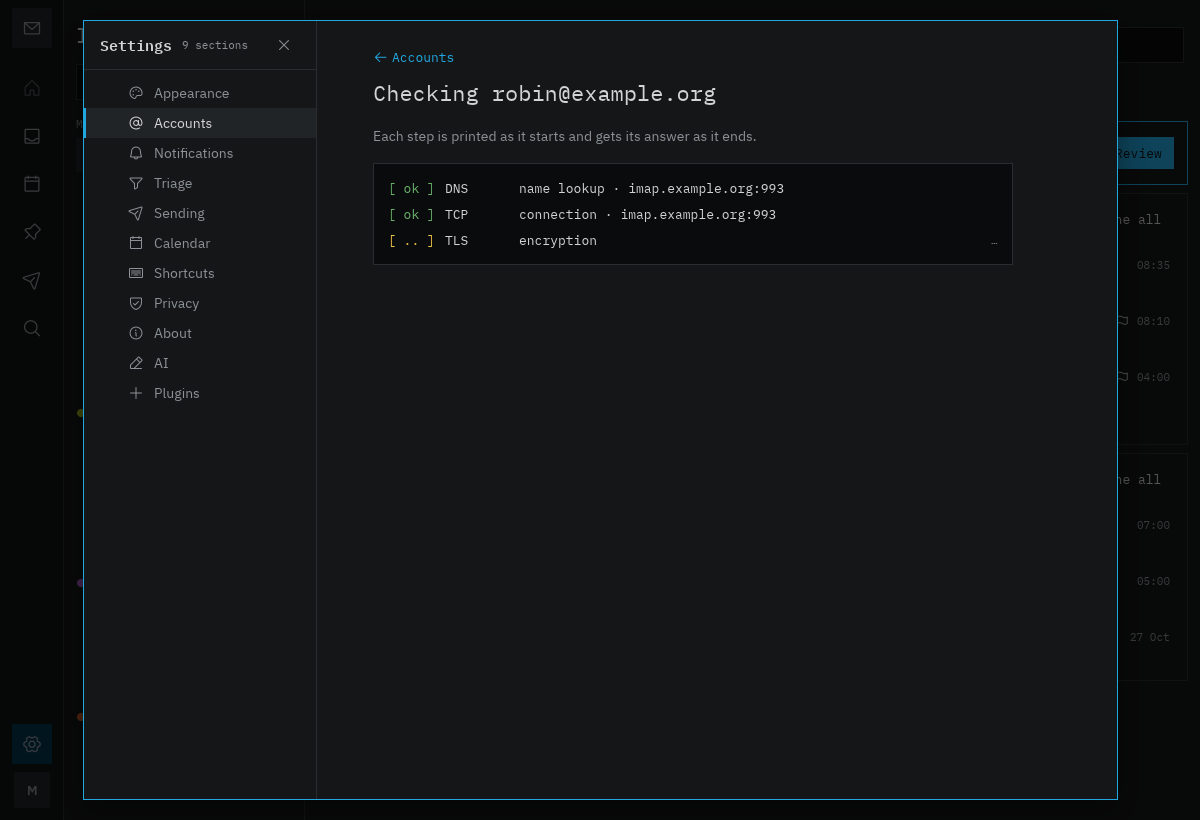 Settings 9 sections
Appearance
Accounts
Notifications
Triage
Sending
Calendar
Shortcuts
Privacy
About
AI
Plugins
← Accounts
Checking robin@example.org
Each step is printed as it starts and gets its answer as it ends.
[ ok ] DNS name lookup · imap.example.org:993
[ ok ] TCP connection · imap.example.org:993
[ .. ] TLS encryption …
Review
all
08:35
08:10
04:00
all
07:00
05:00
27 Oct
M